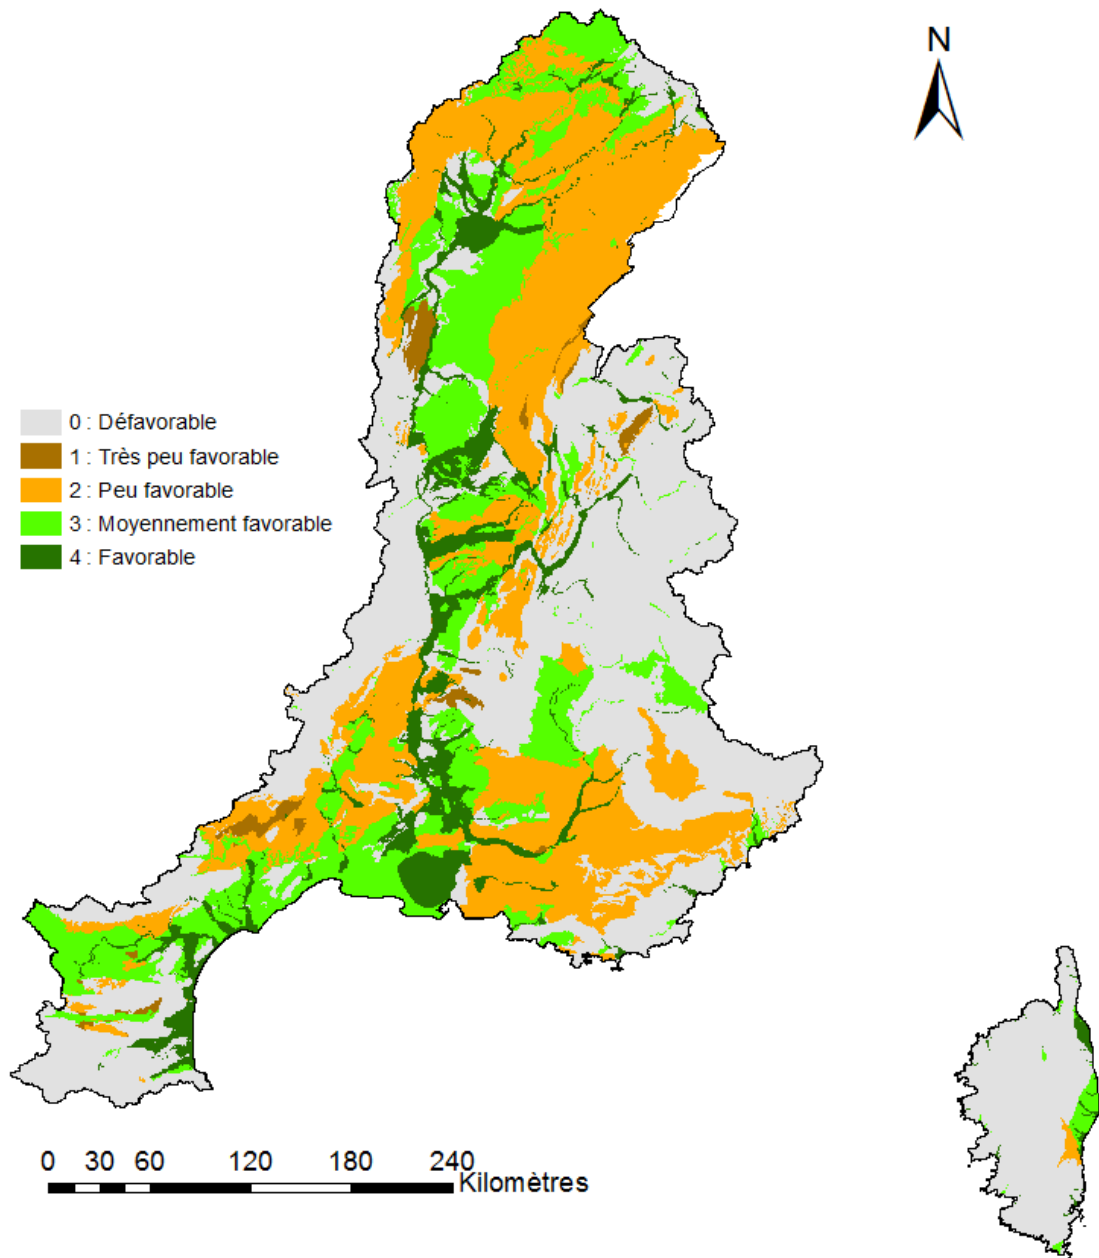 N
0 : Défavorable
1 : Très peu favorable
2 : Peu favorable
3 : Moyennement favorable
4 : Favorable
0 30 60 120 180 240
Kilomètres